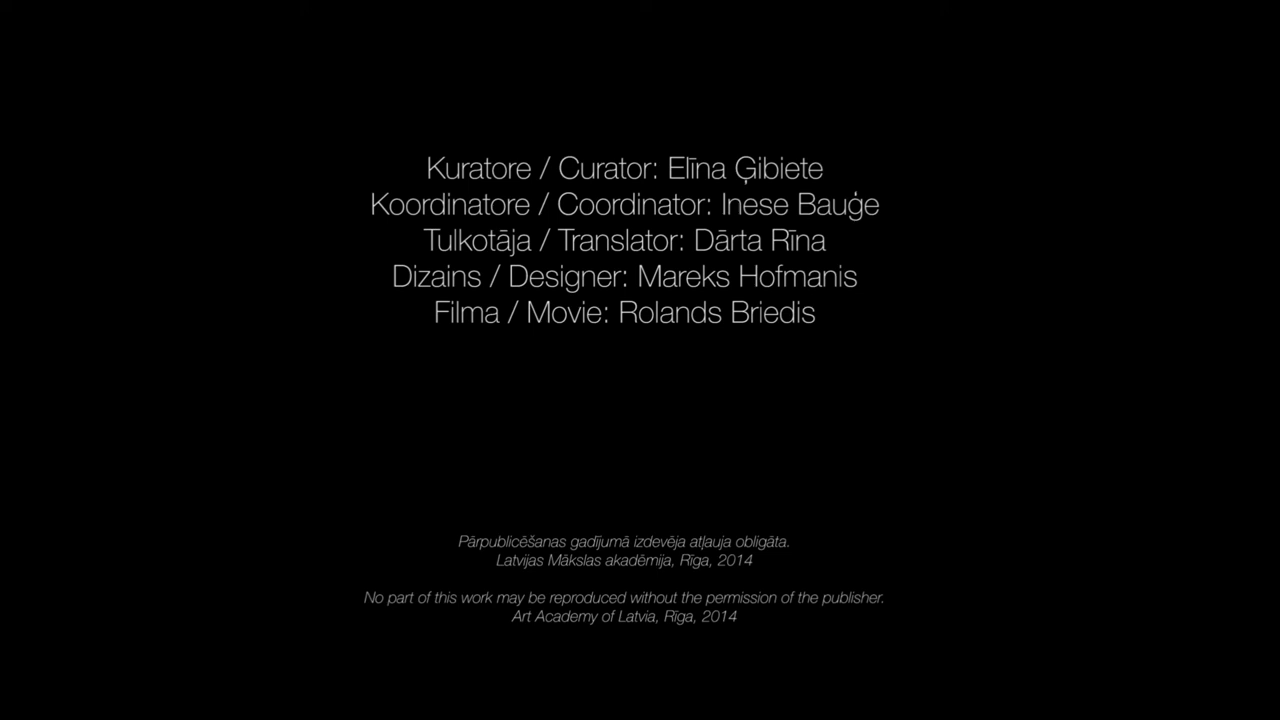 Kuratore / Curator: Elīna Ģibiete
Koordinatore / Coordinator: Inese Bauģe
Tulkotāja / Translator: Dārta Rīna
Dizains / Designer: Mareks Hofmanis
Filma / Movie: Rolands Briedis
Pārpublicēšanas gadījumā izdevēja atļauja obligāta.
Latvijas Mākslas akadēmija, Rīga, 2014
No part of this work may be reproduced without the permission of the publisher.
Art Academy of Latvia, Rīga, 2014